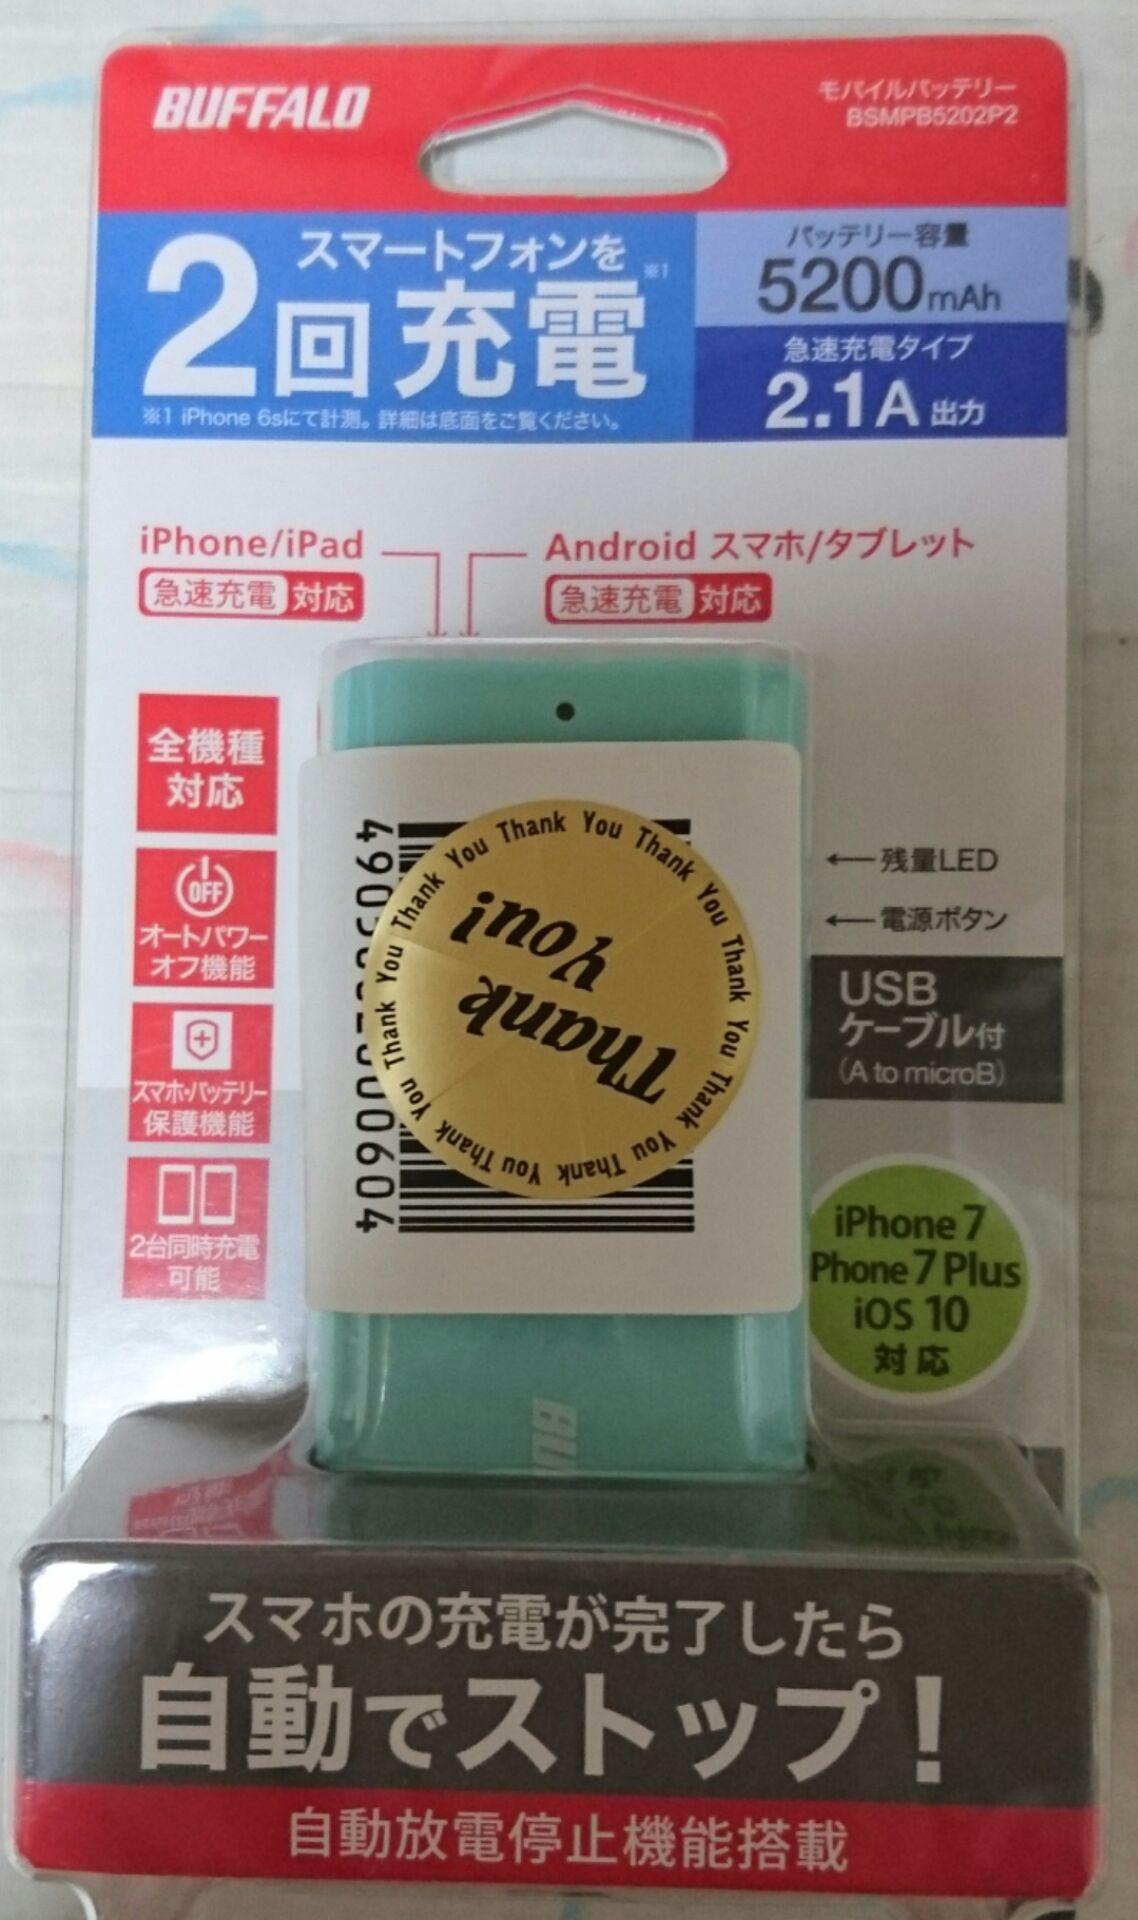 BUFFALO
モバイルバッテリー
BSMPB5202P2
スマートフォンを
2回充電
※1
※1 iPhone 6sにて計測。詳細は底面をご覧ください。
バッテリー容量
5200mAh
急速充電タイプ
2.1A 出力
iPhone/iPad
急速充電 対応
Android スマホ/タブレット
急速充電 対応
全機種
対応
OFF
オートパワー
オフ機能
スマホ・バッテリー
保護機能
2台同時充電
可能
Thank You Thank You Thank You Thank You Thank You Thank You Thank You Thank You
Thank
You!
←残量LED
←電源ボタン
USB
ケーブル付
(A to microB)
iPhone 7
Phone 7 Plus
iOS 10
対応
BU
スマホの充電が完了したら
自動でストップ!
自動放電停止機能搭載